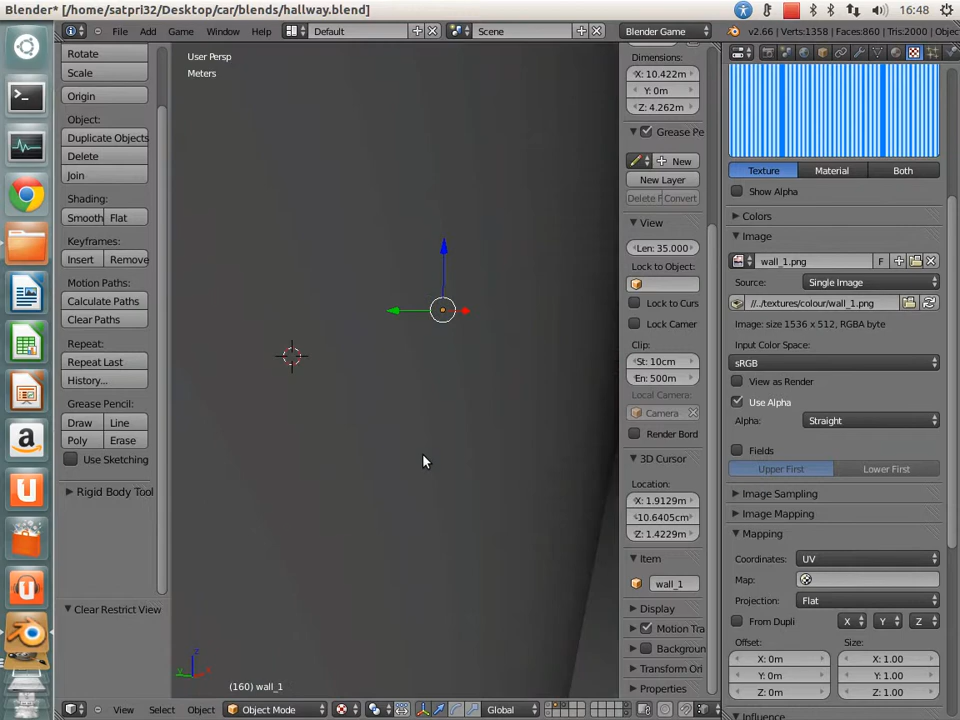 Blender* [/home/satpri32/Desktop/car/blends/hallway.blend]
16:48
File Add Game Window Help
Default
Scene
Blender Game
v2.66 | Verts:1358 | Faces:860 | Tris:2000 | Objec
Rotate
Scale
Origin
Object:
Duplicate Objects
Delete
Join
Shading:
Smooth Flat
Keyframes:
Insert Remove
Motion Paths:
Calculate Paths
Clear Paths
Repeat:
Repeat Last
History...
Grease Pencil:
Draw Line
Poly Erase
Use Sketching
Rigid Body Tool
Clear Restrict View
User Persp
Meters
(160) wall_1
View Select Object
Object Mode
Global
Dimensions:
X: 10.422m
Y: 0m
Z: 4.262m
Grease Pe
New
New Layer
Delete F Convert
View
Len: 35.000
Lock to Object:
Lock to Curs
Lock Camer
Clip:
St: 10cm
En: 500m
Local Camera:
Camera
Render Bord
3D Cursor
Location:
X: 1.9129m
10.6405cm
Z: 1.4229m
Item
wall_1
Display
Motion Tra
Backgroun
Transform Ori
Properties
Texture Material Both
Show Alpha
Colors
Image
wall_1.png
F
Source: Single Image
//../textures/colour/wall_1.png
Image: size 1536 x 512, RGBA byte
Input Color Space:
sRGB
View as Render
Use Alpha
Alpha: Straight
Fields
Upper First Lower First
Image Sampling
Image Mapping
Mapping
Coordinates: UV
Map:
Projection: Flat
From Dupli X Y Z
Offset: Size:
X: 0m X: 1.00
Y: 0m Y: 1.00
Z: 0m Z: 1.00
Influence